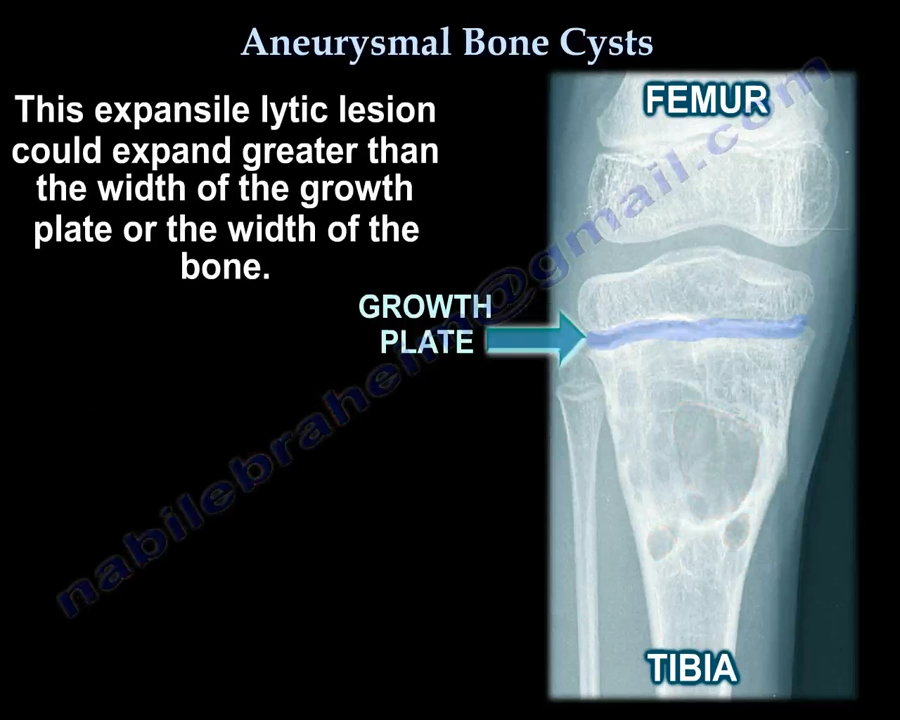 Aneurysmal Bone Cysts
This expansile lytic lesion
could expand greater than
the width of the growth
plate or the width of the
bone.
GROWTH
PLATE
FEMUR
TIBIA
nabilebraheim@gmail.com